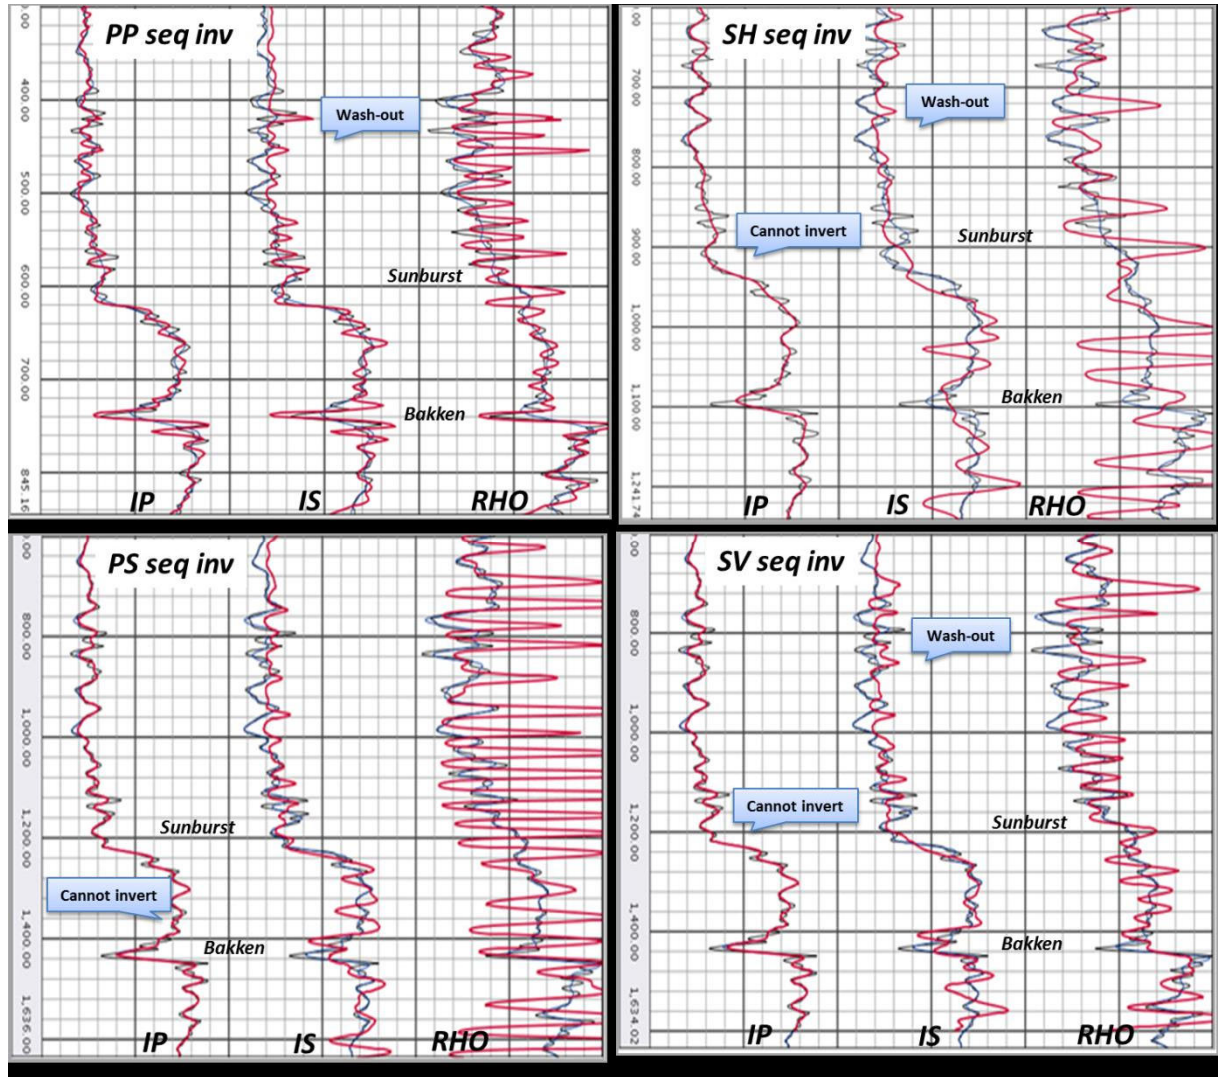 PP seq inv
.00
400.00
Wash-out
500.00
Sunburst
600.00
700.00
Bakken
845.16
IP
IS
RHO
SH seq inv
.00
700.00
Wash-out
800.00
Cannot invert
Sunburst
900.00
1,000.00
Bakken
1,100.00
1,241.74
IP
IS
RHO
PS seq inv
.00
800.00
1,000.00
Sunburst
1,200.00
Cannot invert
1,400.00
Bakken
1,636.00
IP
IS
RHO
SV seq inv
.00
800.00
Wash-out
1,000.00
Cannot invert
Sunburst
1,200.00
1,400.00
Bakken
1,634.02
IP
IS
RHO